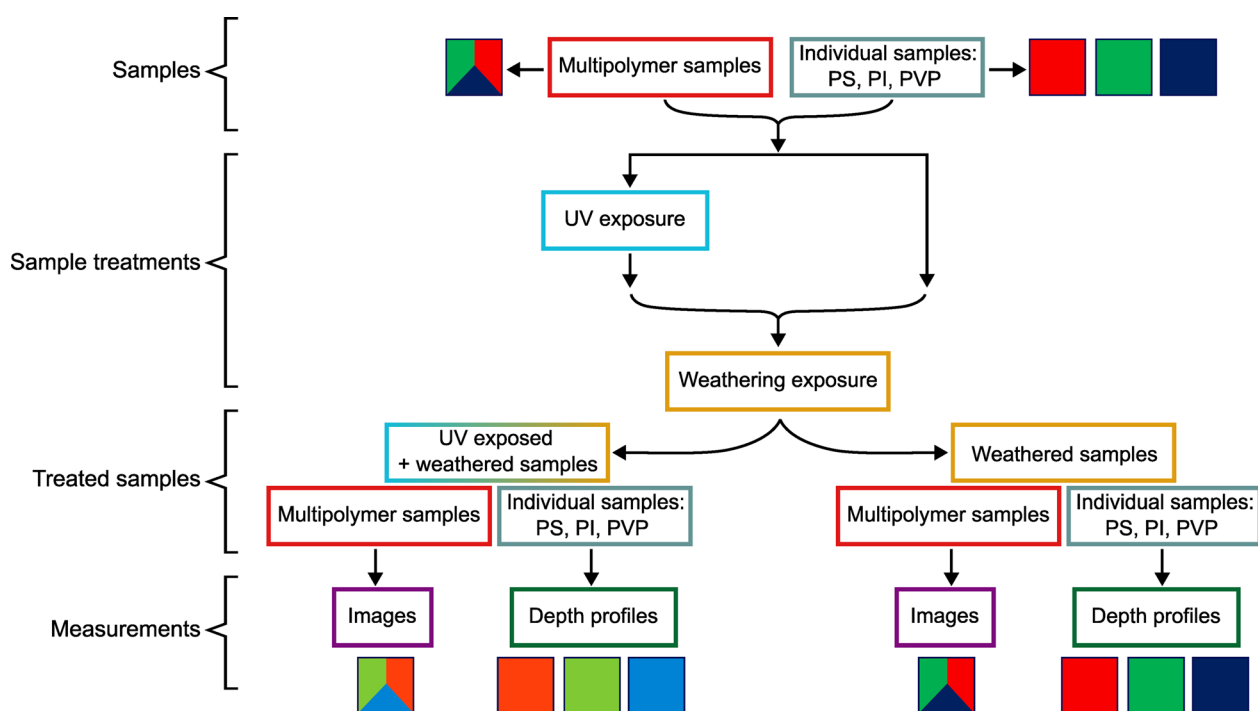 Samples
Multipolymer samples
Individual samples:
PS, PI, PVP
Sample treatments
UV exposure
Weathering exposure
Treated samples
UV exposed
+ weathered samples
Weathered samples
Multipolymer samples
Individual samples:
PS, PI, PVP
Multipolymer samples
Individual samples:
PS, PI, PVP
Measurements
Images
Depth profiles
Images
Depth profiles